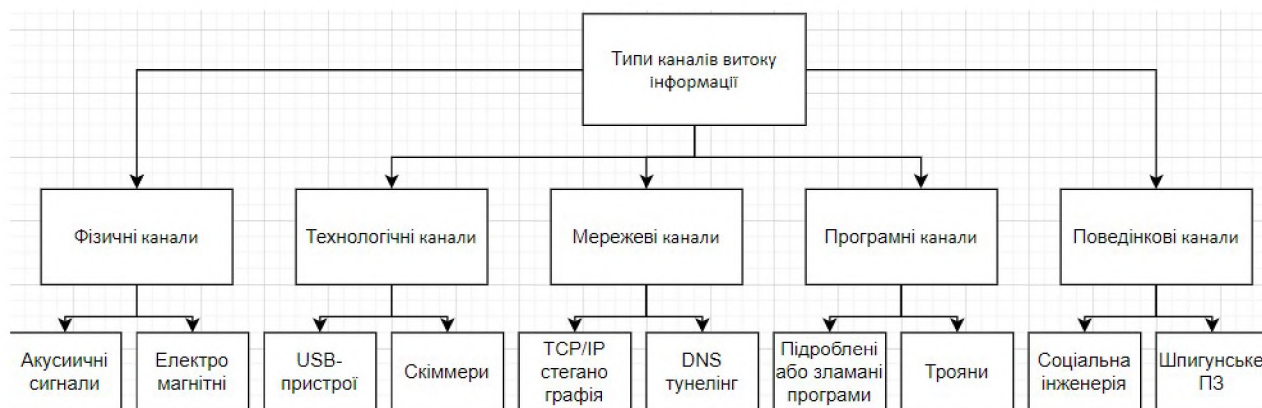 Типи каналів витоку
інформації
Фізичні канали
Технологічні канали
Мережеві канали
Програмні канали
Поведінкові канали
Акусиичні
сигнали
Електро
магнітні
USB-
пристрої
Скіммери
TCP/IP
стегано
графія
DNS
тунелінг
Підроблені
або зламані
програми
Трояни
Соціальна
інженерія
Шпигунське
ПЗ